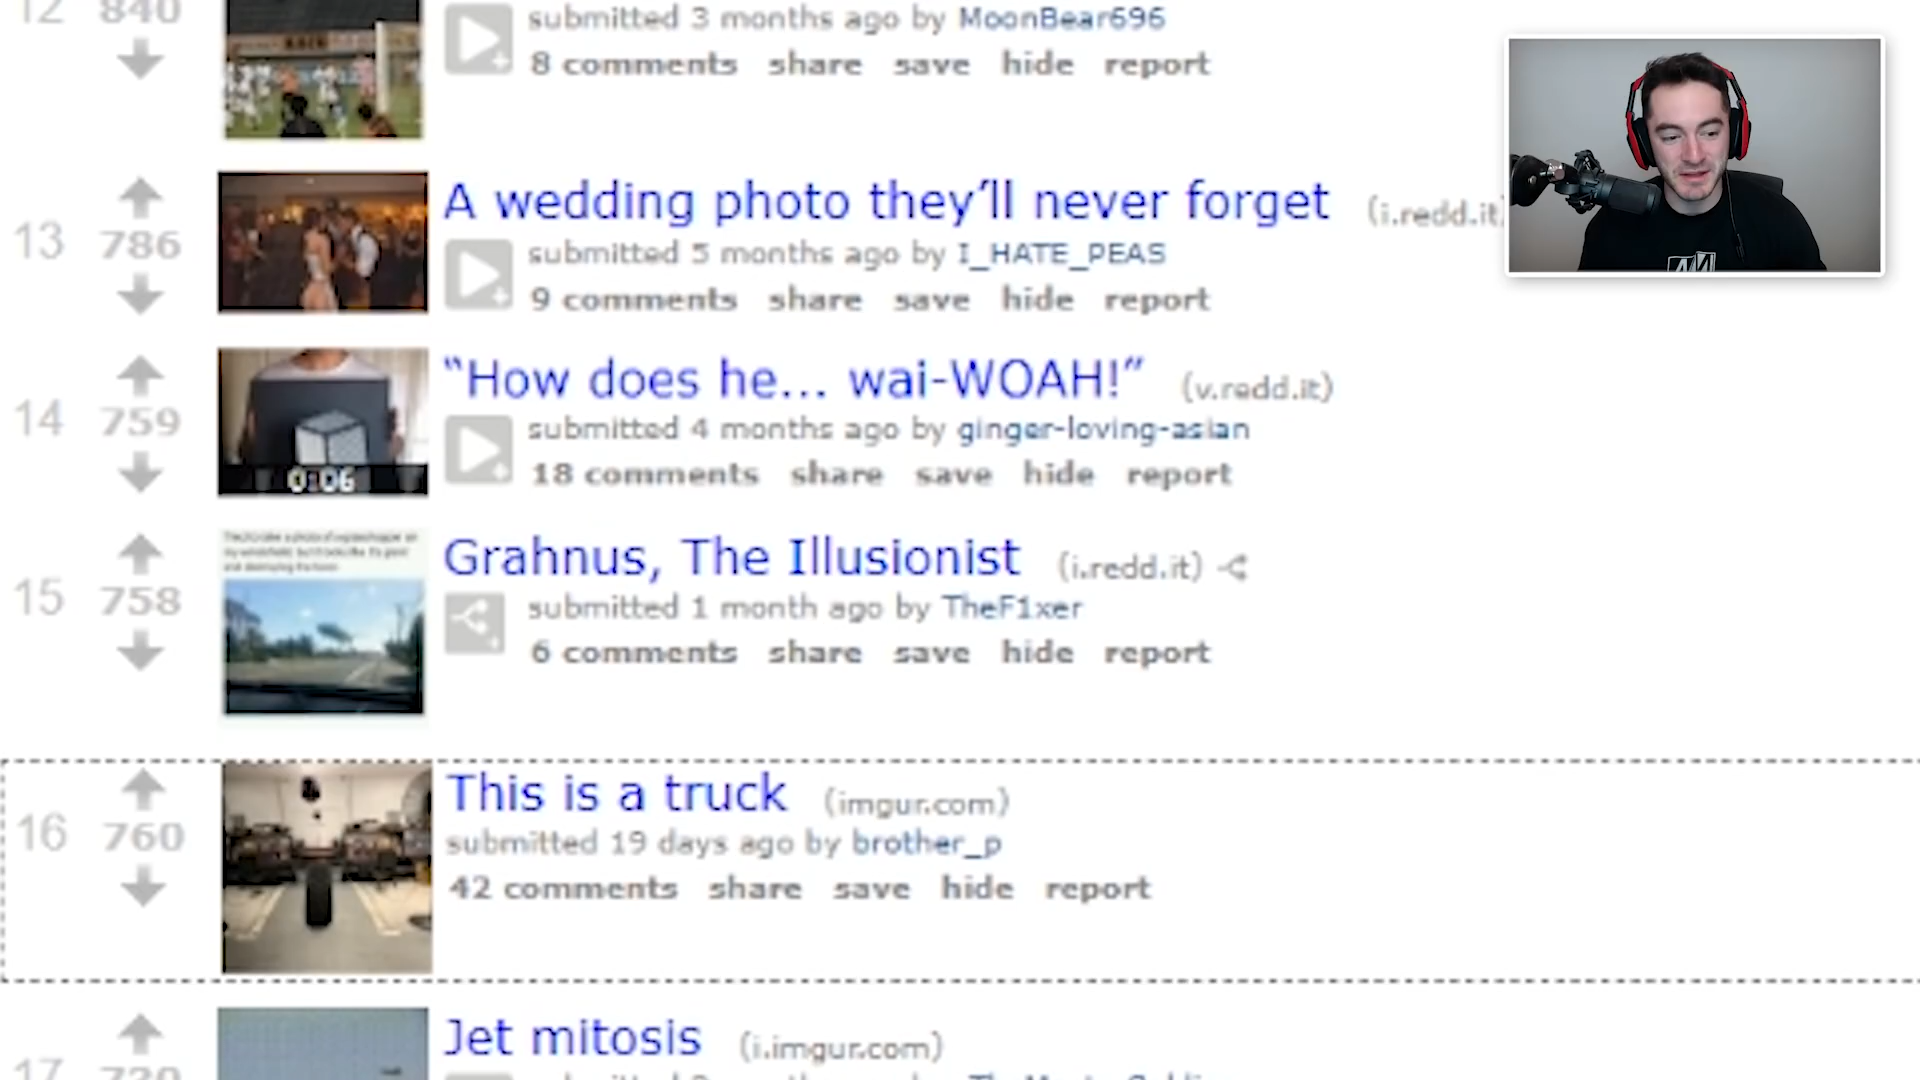 12 840
submitted 3 months ago by MoonBear696
8 comments share save hide report
13 786
A wedding photo they’ll never forget (i.redd.it)
submitted 5 months ago by I_HATE_PEAS
9 comments share save hide report
14 759
“How does he... wai-WOAH!” (v.redd.it)
submitted 4 months ago by ginger-loving-asian
18 comments share save hide report
0:06
15 758
Grahnus, The Illusionist (i.redd.it)
submitted 1 month ago by TheF1xer
6 comments share save hide report
16 760
This is a truck (imgur.com)
submitted 19 days ago by brother_p
42 comments share save hide report
17
Jet mitosis (i.imgur.com)